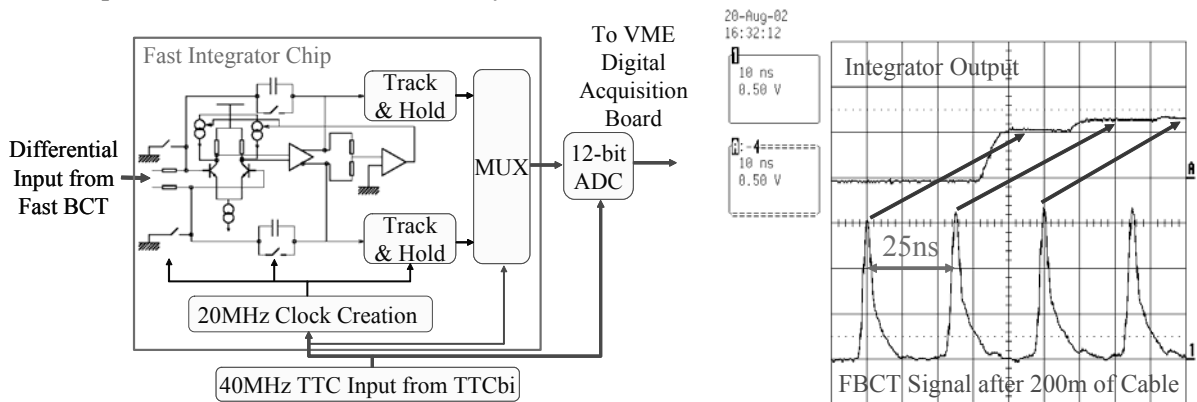 Fast Integrator Chip
Differential
Input from
Fast BCT
Track
& Hold
Track
& Hold
MUX
20MHz Clock Creation
40MHz TTC Input from TTCbi
12-bit
ADC
To VME
Digital
Acquisition
Board
20-Aug-02
16:32:12
1
10 ns
0.50 V
10 ns
0.50 V
Integrator Output
A
25ns
1
FBCT Signal after 200m of Cable